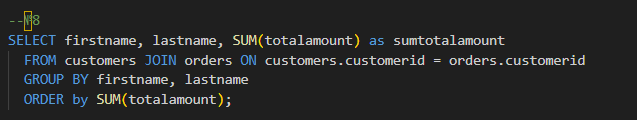 --№8
SELECT firstname, lastname, SUM(totalamount) as sumtotalamount
FROM customers JOIN orders ON customers.customerid = orders.customerid
GROUP BY firstname, lastname
ORDER by SUM(totalamount);